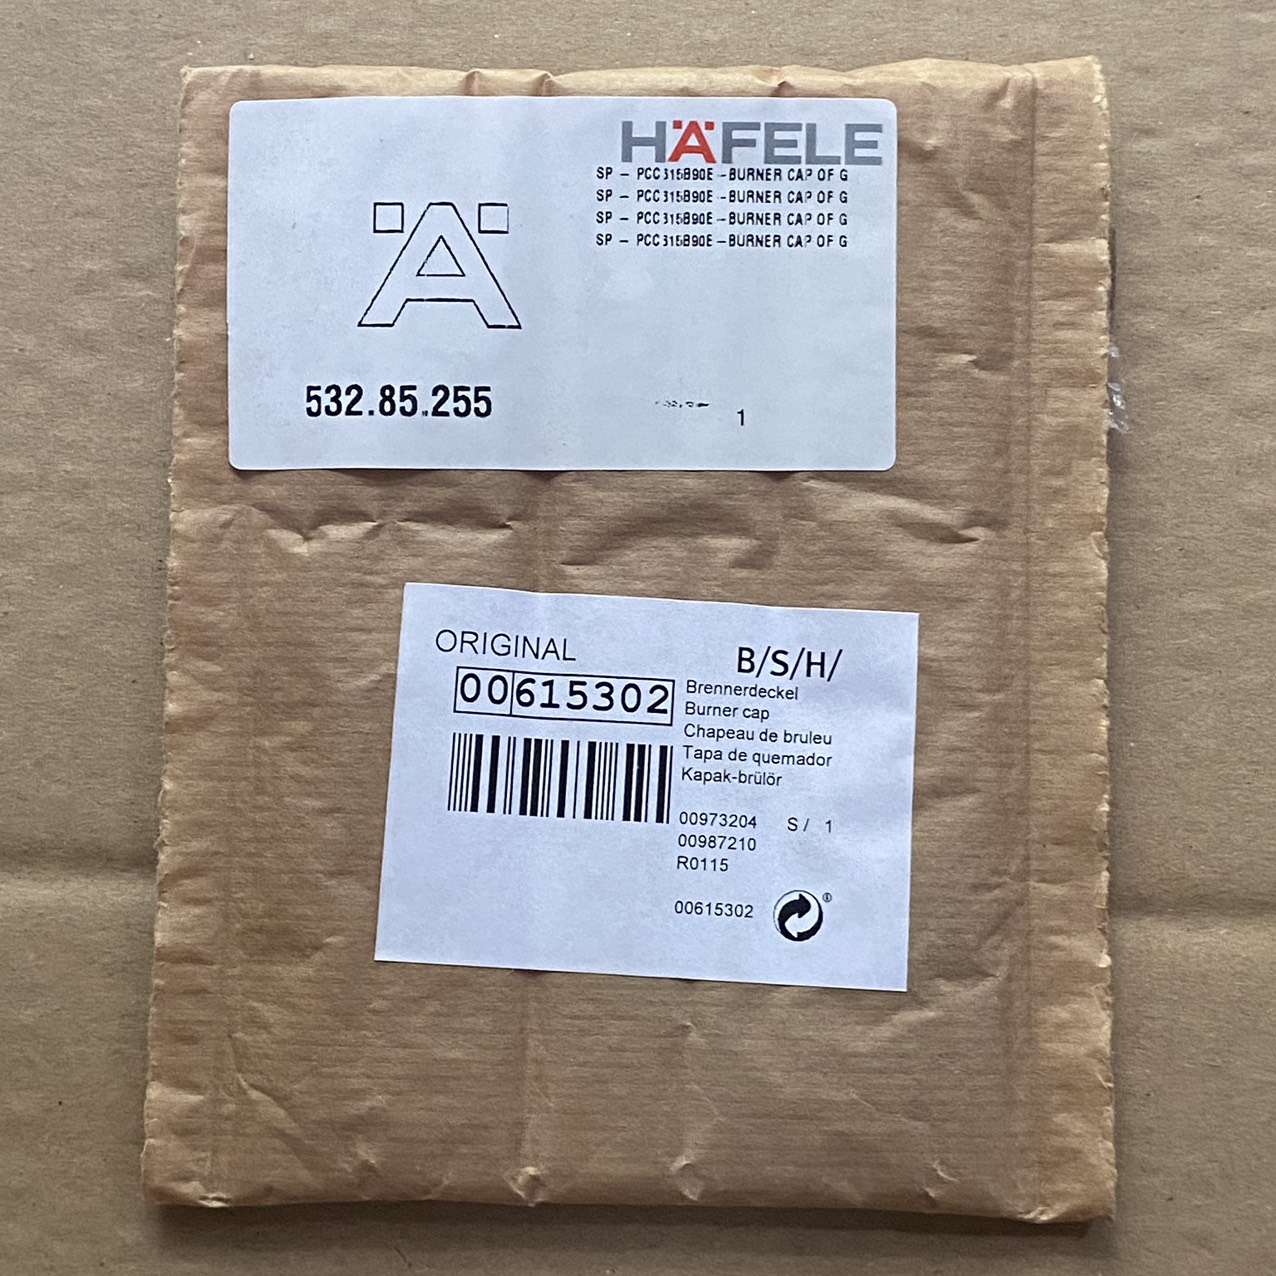 HÄFELE
SP - PCC315B90E -BURNER CAP OF G
SP - PCC315B90E -BURNER CAP OF G
SP - PCC315B90E -BURNER CAP OF G
SP - PCC315B90E -BURNER CAP OF G
Ä
532.85.255
1
ORIGINAL
B/S/H/
00615302
Brennerdeckel
Burner cap
Chapeau de bruleu
Tapa de quemador
Kapak-brülör
00973204 S/ 1
00987210
R0115
00615302